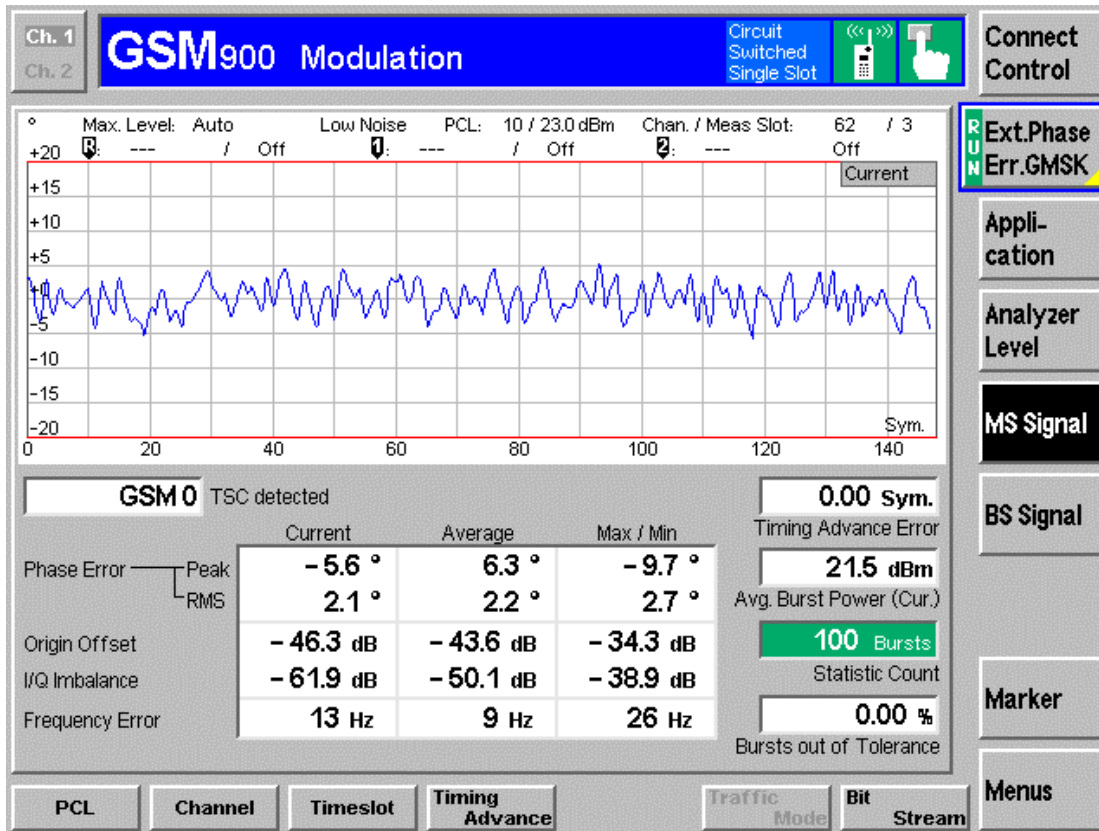 Ch. 1
Ch. 2
GSM900 Modulation
Circuit
Switched
Single Slot
Connect
Control
° Max. Level: Auto Low Noise PCL: 10 / 23.0 dBm Chan. / Meas Slot: 62 / 3
R: --- / Off 1: --- / Off 2: --- Off
RUN
Ext.Phase
Err.GMSK
Current
+20
+15
+10
+5
+0
-5
-10
-15
-20
Sym.
0 20 40 60 80 100 120 140
Appli-
cation
Analyzer
Level
MS Signal
BS Signal
GSM 0 TSC detected
Current Average Max / Min
Phase Error Peak – 5.6 ° 6.3 ° – 9.7 °
RMS 2.1 ° 2.2 ° 2.7 °
Origin Offset – 46.3 dB – 43.6 dB – 34.3 dB
I/Q Imbalance – 61.9 dB – 50.1 dB – 38.9 dB
Frequency Error 13 Hz 9 Hz 26 Hz
0.00 Sym.
Timing Advance Error
21.5 dBm
Avg. Burst Power (Cur.)
100 Bursts
Statistic Count
0.00 %
Bursts out of Tolerance
Marker
Menus
PCL
Channel
Timeslot
Timing
Advance
Traffic
Mode
Bit
Stream